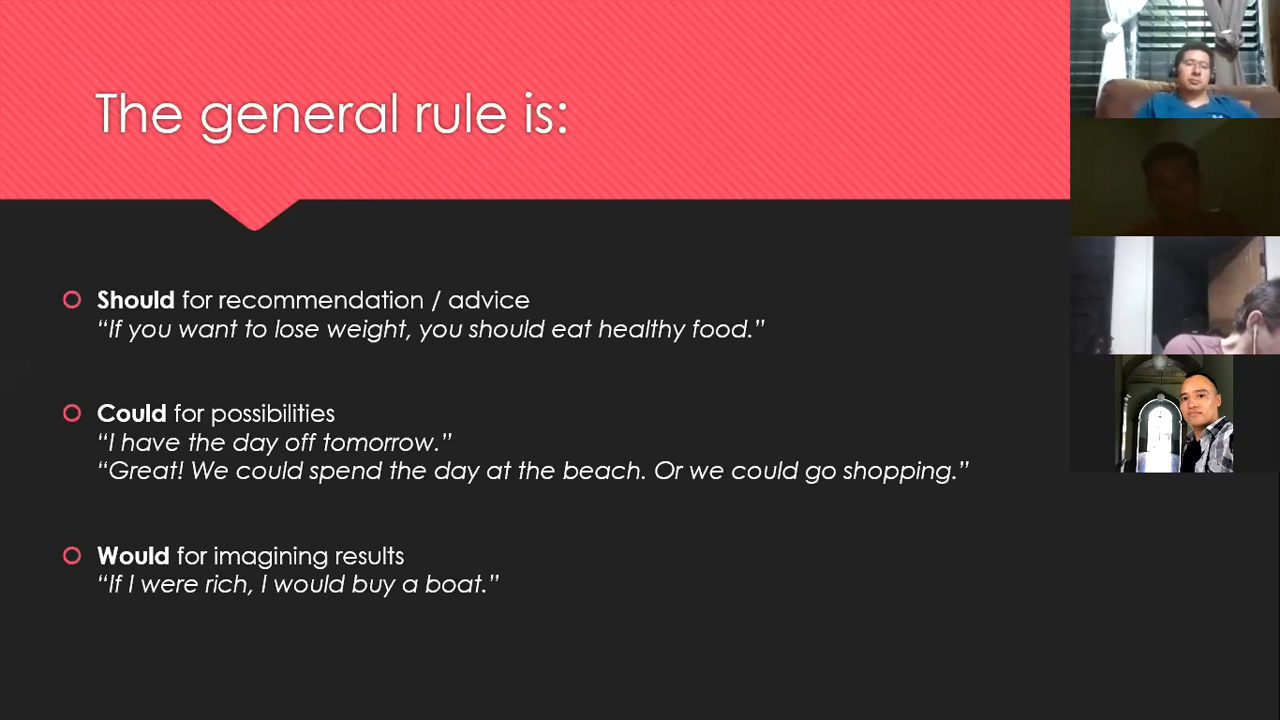 The general rule is:
Should for recommendation / advice
“If you want to lose weight, you should eat healthy food.”
Could for possibilities
“I have the day off tomorrow.”
“Great! We could spend the day at the beach. Or we could go shopping.”
Would for imagining results
“If I were rich, I would buy a boat.”